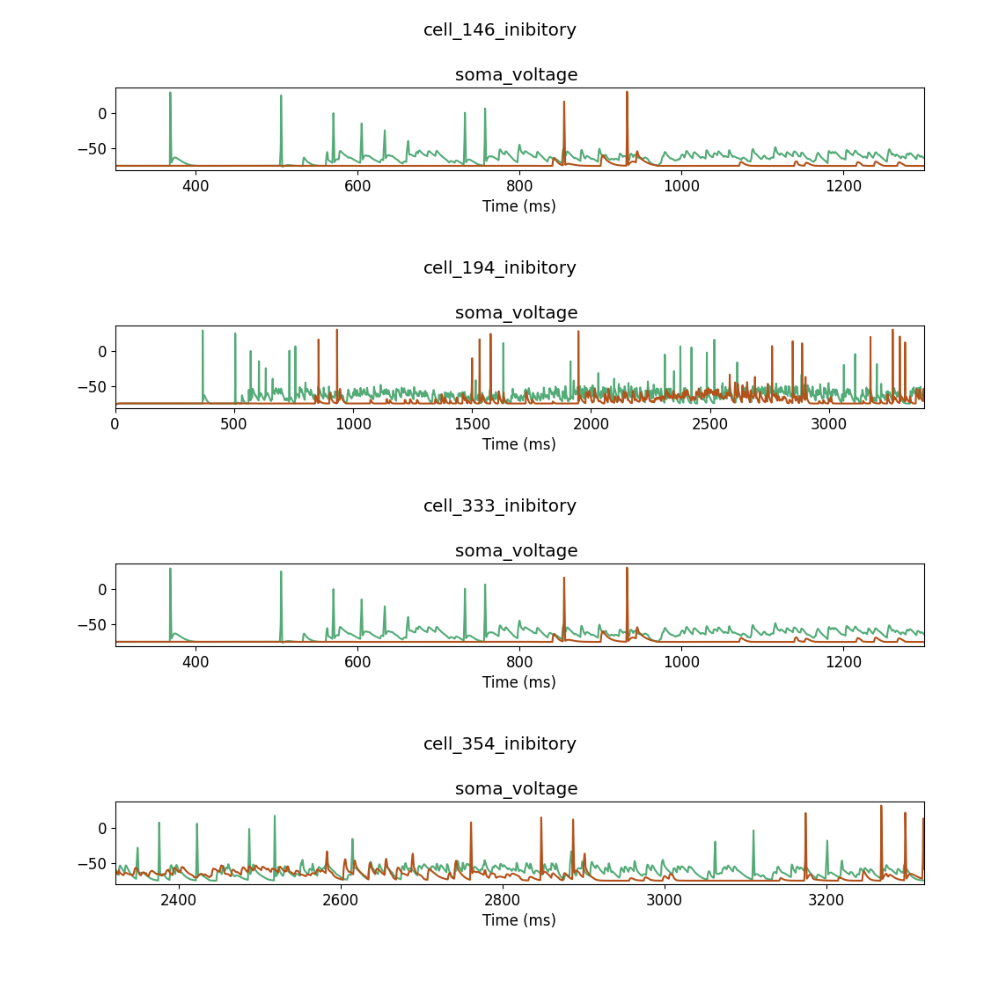 cell_146_inibitory
soma_voltage
0
−50
400 600 800 1000 1200
Time (ms)
cell_194_inibitory
soma_voltage
0
−50
0 500 1000 1500 2000 2500 3000
Time (ms)
cell_333_inibitory
soma_voltage
0
−50
400 600 800 1000 1200
Time (ms)
cell_354_inibitory
soma_voltage
0
−50
2400 2600 2800 3000 3200
Time (ms)